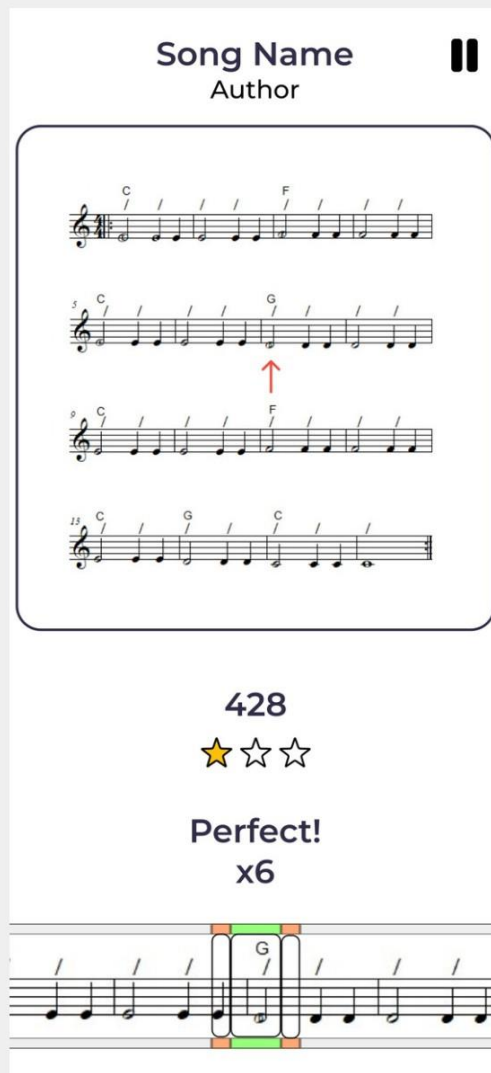 Song Name
Author
C F
5 C G
9 C F
13 C G C
428
Perfect!
x6
G